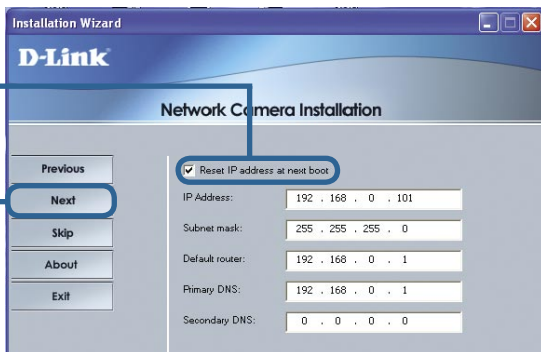 Installation Wizard
D-Link
Network Camera Installation
Previous
Next
Skip
About
Exit
Reset IP address at next boot
IP Address: 192 . 168 . 0 . 101
Subnet mask: 255 . 255 . 255 . 0
Default router: 192 . 168 . 0 . 1
Primary DNS: 192 . 168 . 0 . 1
Secondary DNS: 0 . 0 . 0 . 0